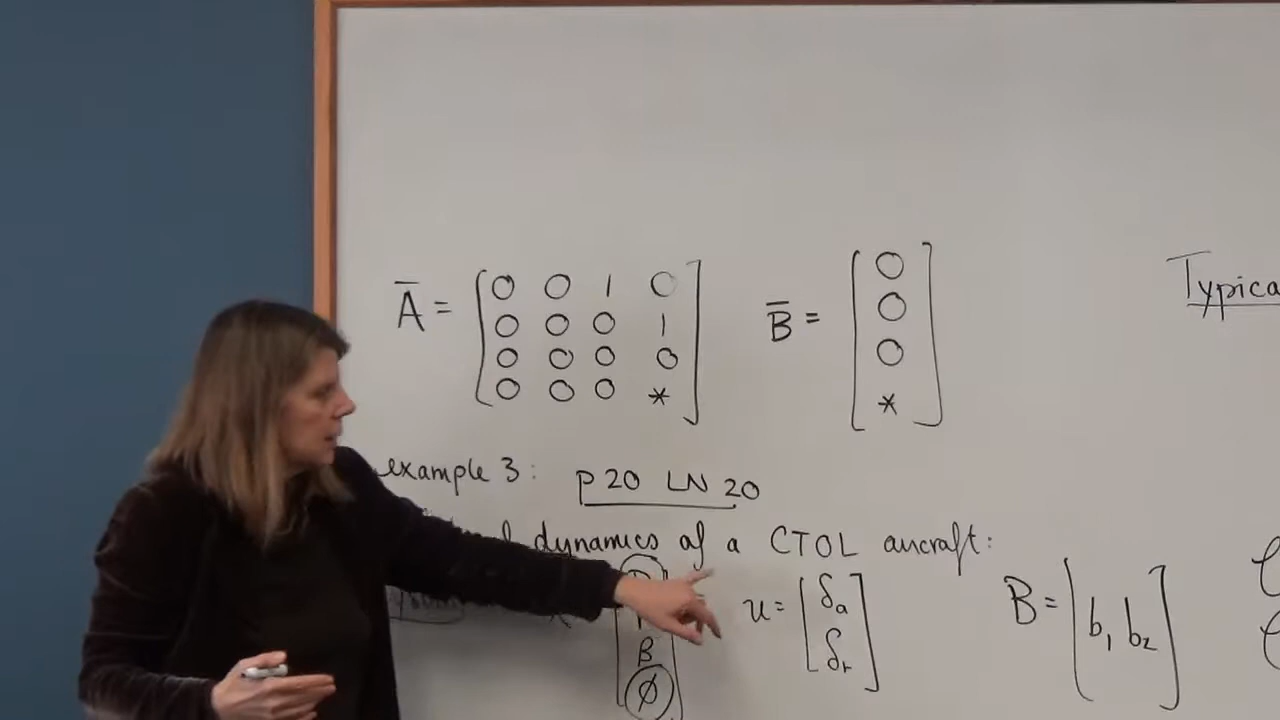 A̅ = [0 0 1 0
0 0 0 1
0 0 0 0
0 0 0 *]
B̅ = [0
0
0
*]
Typica
example 3: P 20 LN 20
dynamics of a CTOL aircraft:
β
φ
u = [δa
δr]
B = [b₁ b₂]